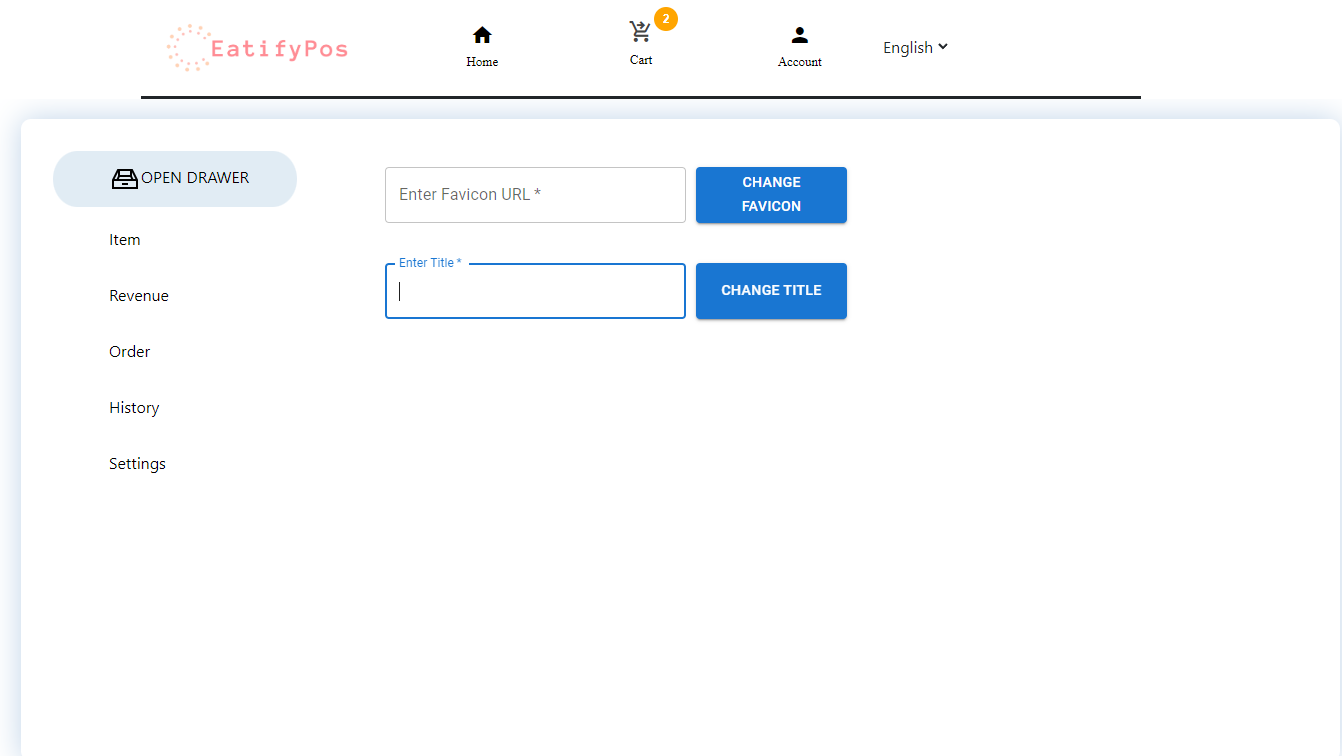 EatifyPos
Home
2
Cart
Account
English
OPEN DRAWER
Item
Revenue
Order
History
Settings
Enter Favicon URL *
CHANGE
FAVICON
Enter Title *
CHANGE TITLE